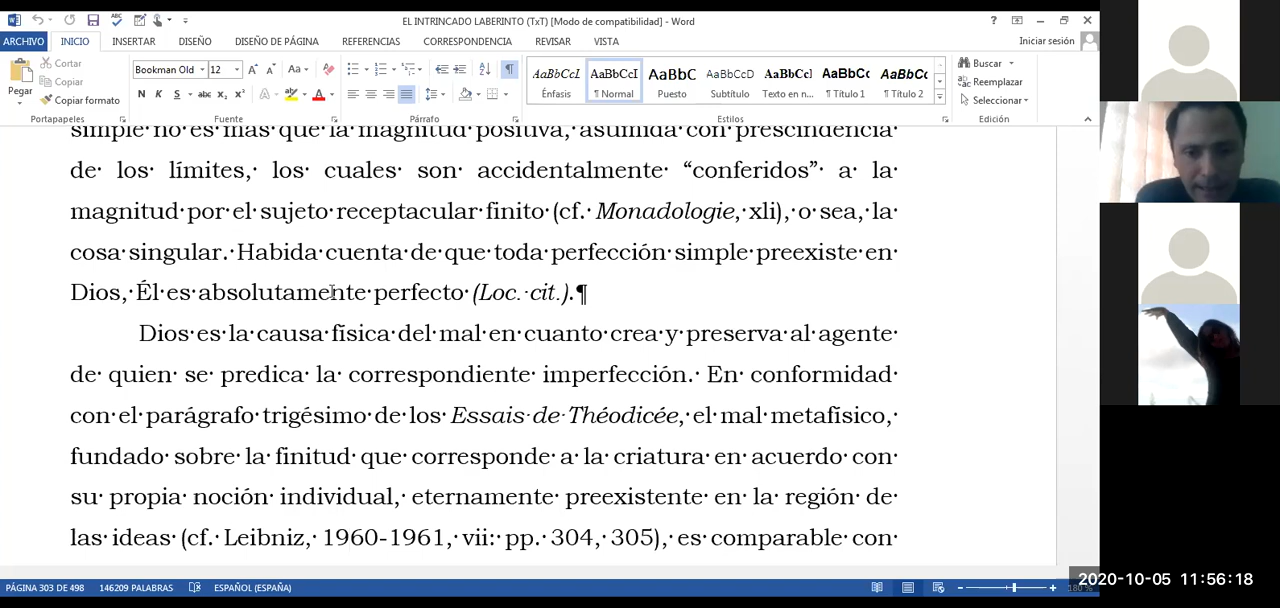 EL INTRINCADO LABERINTO (TxT) [Modo de compatibilidad] - Word
ARCHIVO INICIO INSERTAR DISEÑO DISEÑO DE PÁGINA REFERENCIAS CORRESPONDENCIA REVISAR VISTA Iniciar sesión
Pegar
Cortar
Copiar
Copiar formato
Portapapeles
Bookman Old 12
N K S abc x₂ x²
Fuente
Párrafo
AaBbCcI AaBbCcI AaBbC AaBbCcD AaBbCcl AaBbCc AaBbCc
Énfasis ¶ Normal Puesto Subtítulo Texto en n... ¶ Título 1 ¶ Título 2
Estilos
Buscar
Reemplazar
Seleccionar
Edición
simple no es más que la magnitud positiva, asumida con prescindencia
de los límites, los cuales son accidentalmente “conferidos” a la
magnitud por el sujeto receptacular finito (cf. Monadologie, xli), o sea, la
cosa singular. Habida cuenta de que toda perfección simple preexiste en
Dios, Él es absolutamente perfecto (Loc. cit.).¶
Dios es la causa física del mal en cuanto crea y preserva al agente
de quien se predica la correspondiente imperfección. En conformidad
con el parágrafo trigésimo de los Essais de Théodicée, el mal metafísico,
fundado sobre la finitud que corresponde a la criatura en acuerdo con
su propia noción individual, eternamente preexistente en la región de
las ideas (cf. Leibniz, 1960-1961, vii: pp. 304, 305), es comparable con
PÁGINA 303 DE 498 146209 PALABRAS ESPAÑOL (ESPAÑA) 180 %
2020-10-05 11:56:18